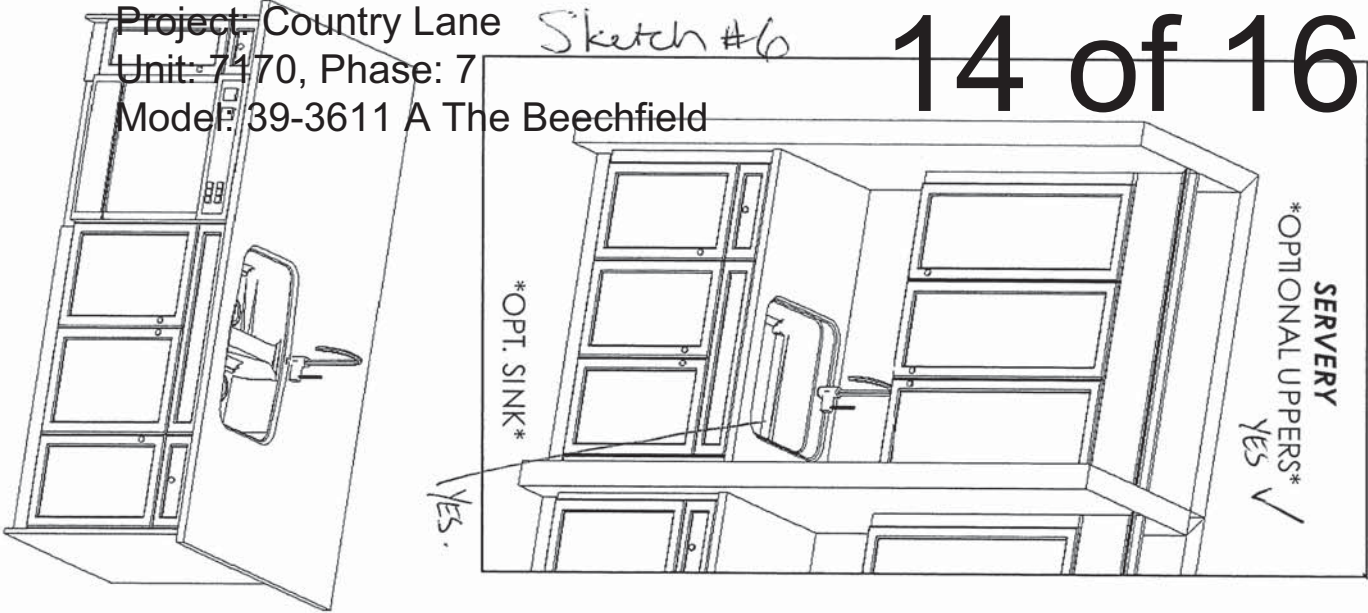 Project: Country Lane
Unit: 7170, Phase: 7
Model: 39-3611 A The Beechfield
Sketch #6
14 of 16
SERVERY
*OPTIONAL UPPERS*
YES ✓
*OPT. SINK*
YES.